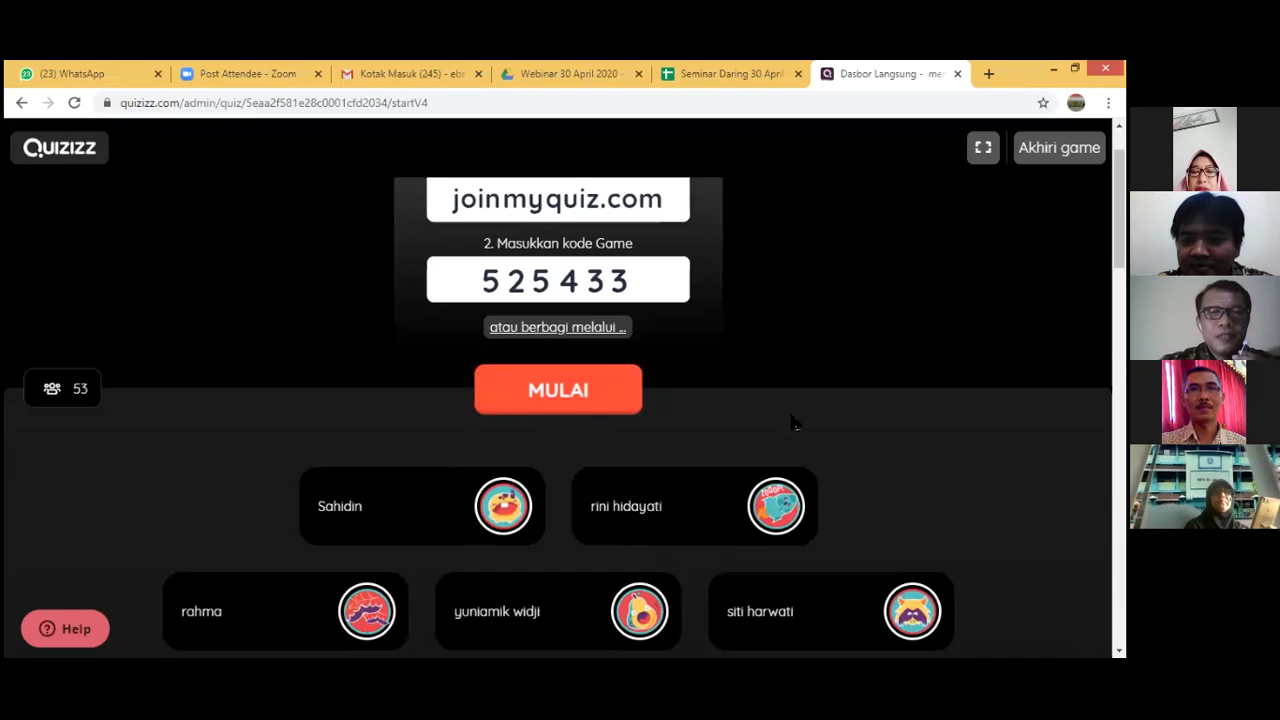 (23) WhatsApp
Post Attendee - Zoom
Kotak Masuk (245) - eb
Webinar 30 April 2020 -
Seminar Daring 30 Apri
Dasbor Langsung - me
quizizz.com/admin/quiz/5eaa2f581e28c0001cfd2034/startV4
QUIZIZZ
Akhiri game
joinmyquiz.com
2. Masukkan kode Game
525433
atau berbagi melalui ...
53
MULAI
Sahidin
rini hidayati
ZOOP!
rahma
yuniamik widji
siti harwati
Help